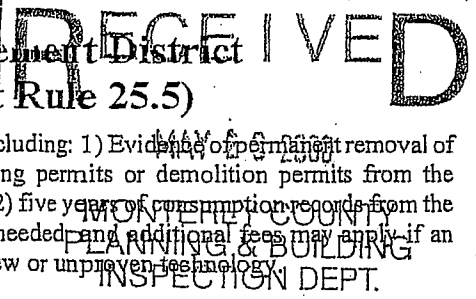 RECEIVED
ement District
t Rule 25.5)
cluding: 1) Evidence of permanent removal of
MAY
ng permits or demolition permits from the
2) five years of consumption records from the
MONTEREY COUNTY
needed and additional fees may apply if an
PLANNING & BUILDING
ew or unproven technology.
INSPECTION DEPT.